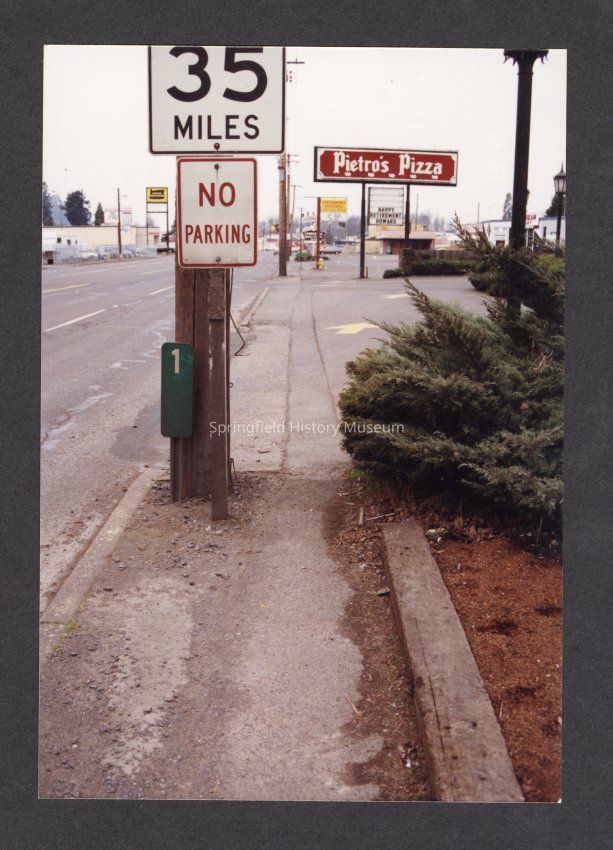 35
MILES
NO
PARKING
1
Pietro's Pizza
HAPPY
RETIREMENT
HOWARD
Springfield History Museum